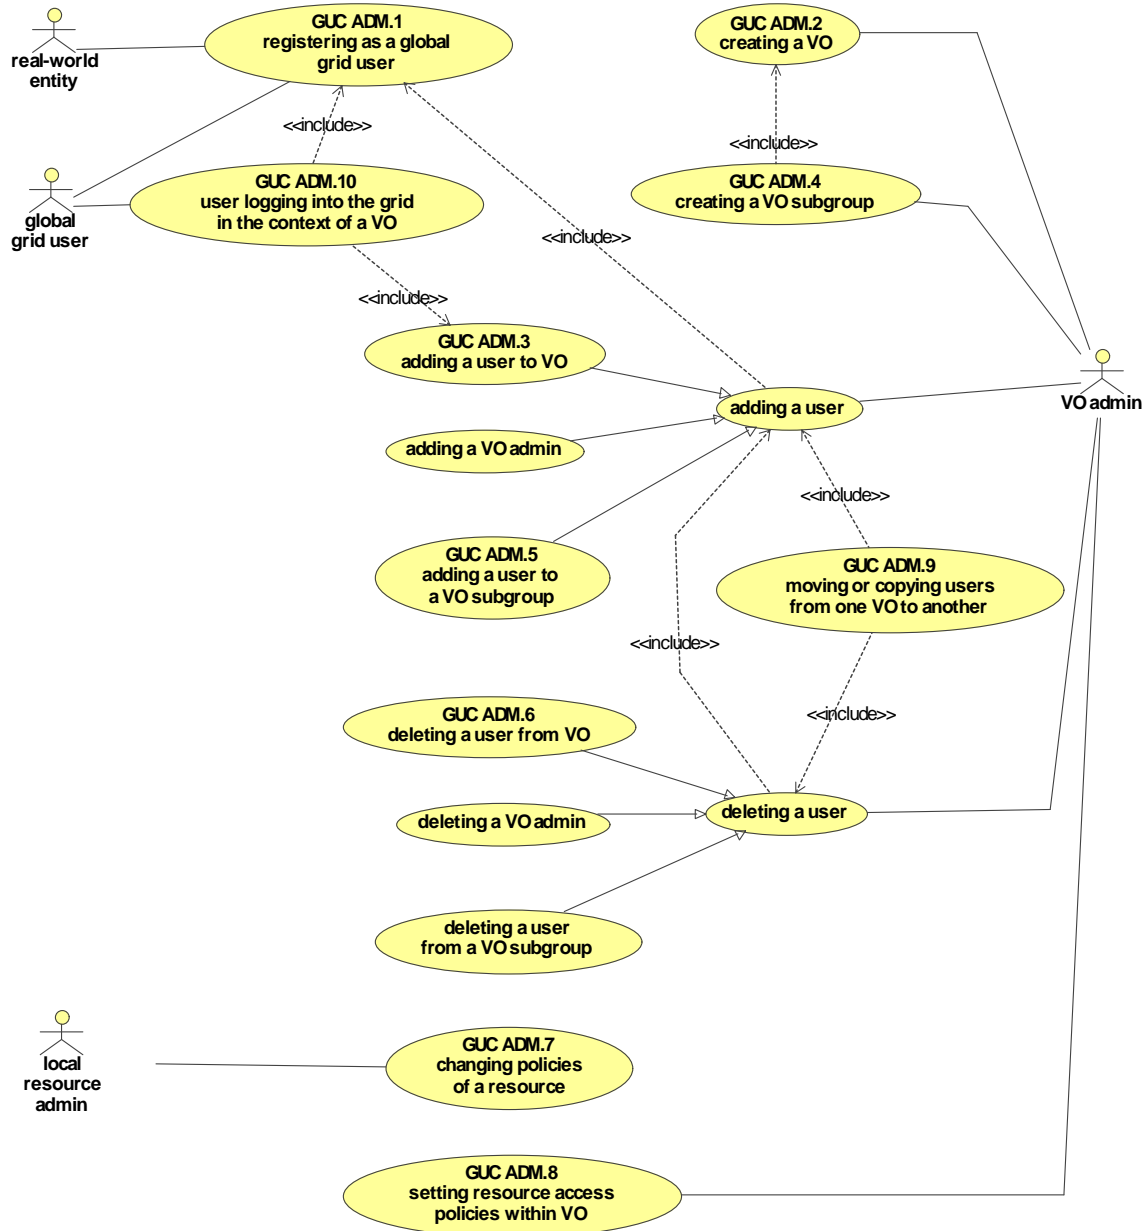 GUC ADM.1
registering as a global
grid user
GUC ADM.2
creating a VO
real-world
entity
<<include>>
<<include>>
GUC ADM.10
user logging into the grid
in the context of a VO
GUC ADM.4
creating a VO subgroup
global
grid user
<<include>>
<<include>>
GUC ADM.3
adding a user to VO
adding a user
VO admin
adding a VO admin
<<include>>
GUC ADM.5
adding a user to
a VO subgroup
GUC ADM.9
moving or copying users
from one VO to another
<<include>>
GUC ADM.6
deleting a user from VO
<<include>>
deleting a VO admin
deleting a user
deleting a user
from a VO subgroup
local
resource
admin
GUC ADM.7
changing policies
of a resource
GUC ADM.8
setting resource access
policies within VO